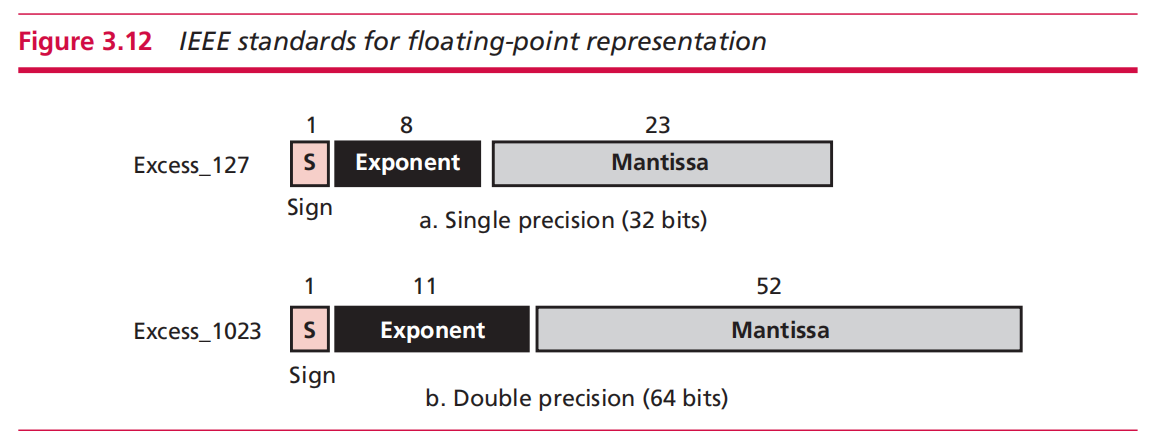 Figure 3.12 IEEE standards for floating-point representation
1 8 23
Excess_127 S Exponent Mantissa
Sign
a. Single precision (32 bits)
1 11 52
Excess_1023 S Exponent Mantissa
Sign
b. Double precision (64 bits)